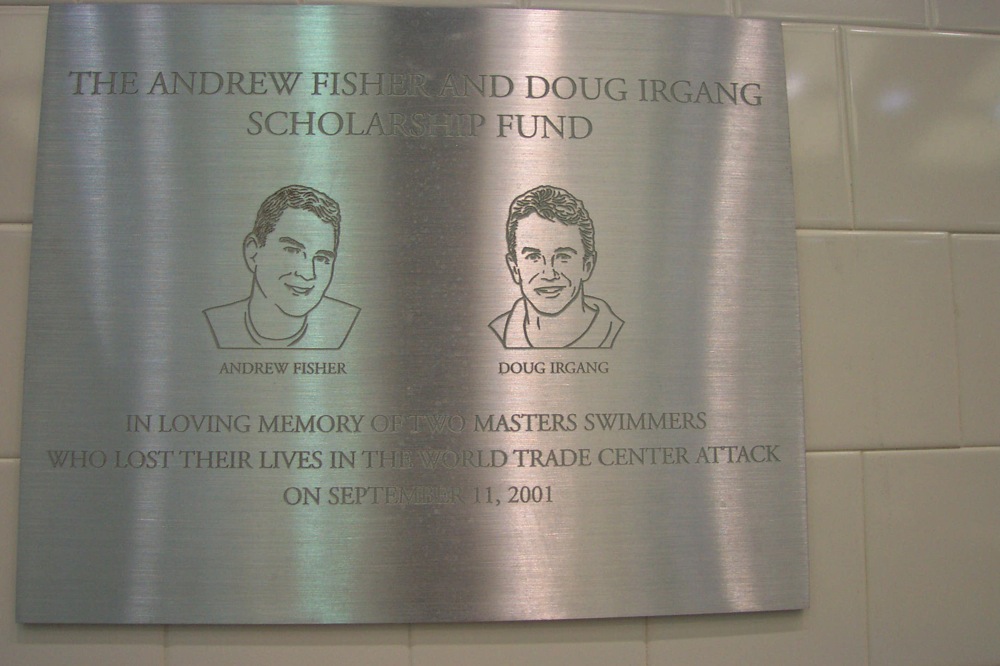 THE ANDREW FISHER AND DOUG IRGANG
SCHOLARSHIP FUND
ANDREW FISHER
DOUG IRGANG
IN LOVING MEMORY OF TWO MASTERS SWIMMERS
WHO LOST THEIR LIVES IN THE WORLD TRADE CENTER ATTACK
ON SEPTEMBER 11, 2001